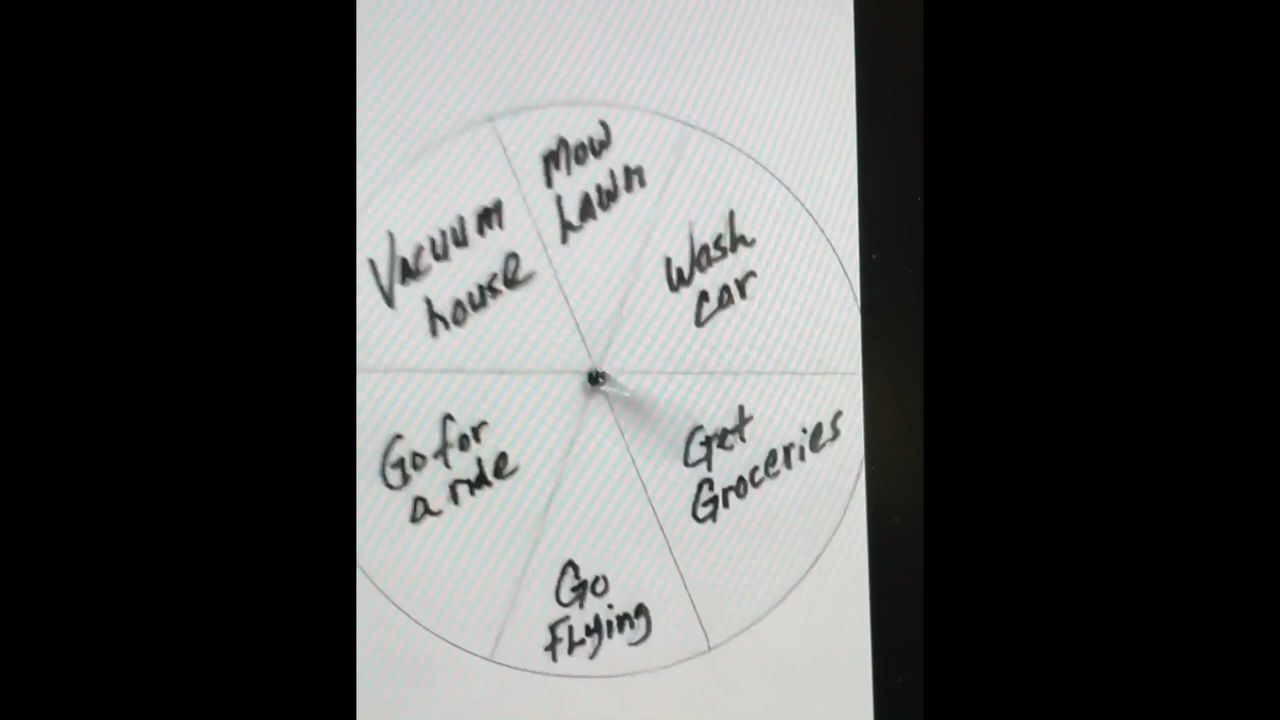 Mow
Lawn
Wash
car
Get
Groceries
Go
FLying
Go for
a ride
Vacuum
house